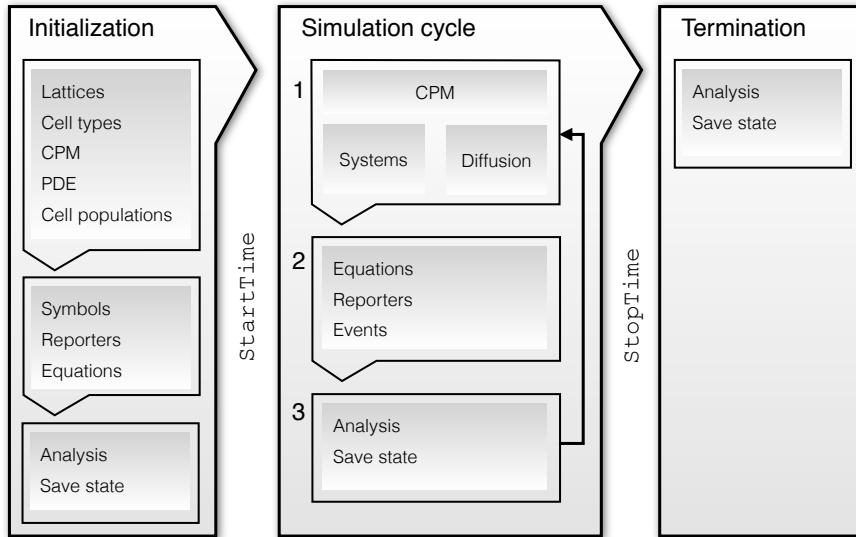 Initialization
Lattices
Cell types
CPM
PDE
Cell populations
Symbols
Reporters
Equations
Analysis
Save state
StartTime
Simulation cycle
1
CPM
Systems
Diffusion
2
Equations
Reporters
Events
3
Analysis
Save state
StopTime
Termination
Analysis
Save state